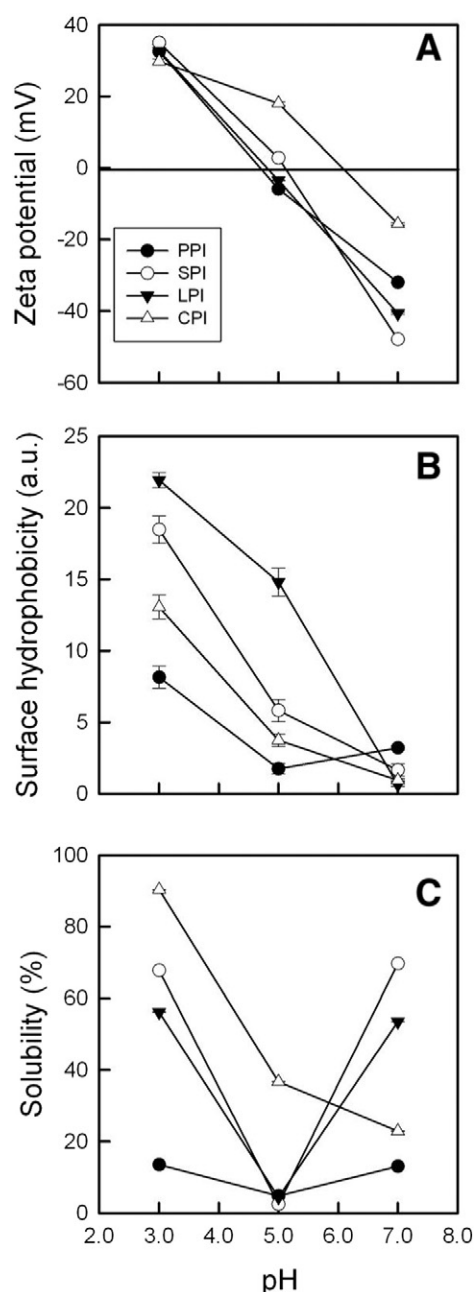 A
Zeta potential (mV)
40
20
0
-20
-40
-60
PPI
SPI
LPI
CPI
B
Surface hydrophobicity (a.u.)
25
20
15
10
5
0
C
Solubility (%)
100
80
60
40
20
0
2.0 3.0 4.0 5.0 6.0 7.0 8.0
pH